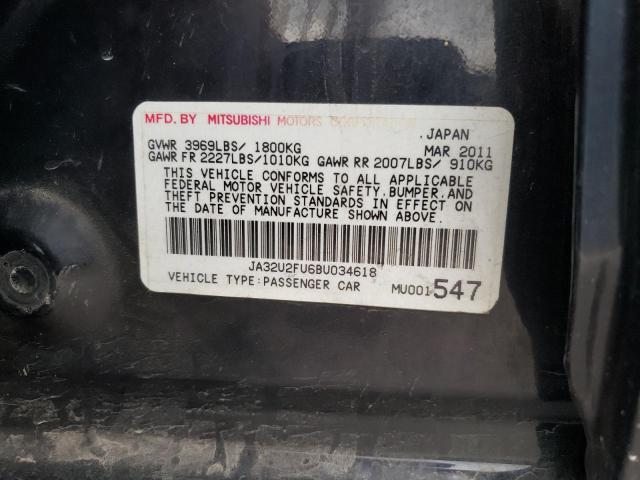 MFD. BY MITSUBISHI MOTORS CORPORATION, JAPAN
GVWR 3969LBS/ 1800KG MAR 2011
GAWR FR 2227LBS/1010KG GAWR RR 2007LBS/ 910KG
THIS VEHICLE CONFORMS TO ALL APPLICABLE
FEDERAL MOTOR VEHICLE SAFETY,BUMPER,AND
THEFT PREVENTION STANDARDS IN EFFECT ON
THE DATE OF MANUFACTURE SHOWN ABOVE.
JA32U2FU6BU034618
VEHICLE TYPE:PASSENGER CAR MU001547